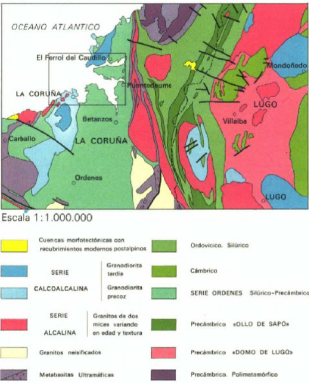 OCEANO ATLANTICO
El Ferrol del Caudillo
Mondoñedo
LA CORUÑA
Puentedeume
LUGO
Betanzos
Villalba
Carballo
LA CORUÑA
Ordenes
LUGO
Escala 1:1.000.000
Cuencas morfotectónicas con recubrimientos modernos postalpinos
Ordovícico. Silúrico
SERIE
CALCOALCALINA
Granodiorita tardía
Cámbrico
Granodiorita precoz
SERIE ORDENES Silúrico-Precámbrico
SERIE
ALCALINA
Granitos de dos
micas variando
en edad y textura
Precámbrico «OLLO DE SAPO»
Granitos neisificados
Precámbrico «DOMO DE LUGO»
Metabasitas Ultramáficas
Precámbrico. Polimetamórfico